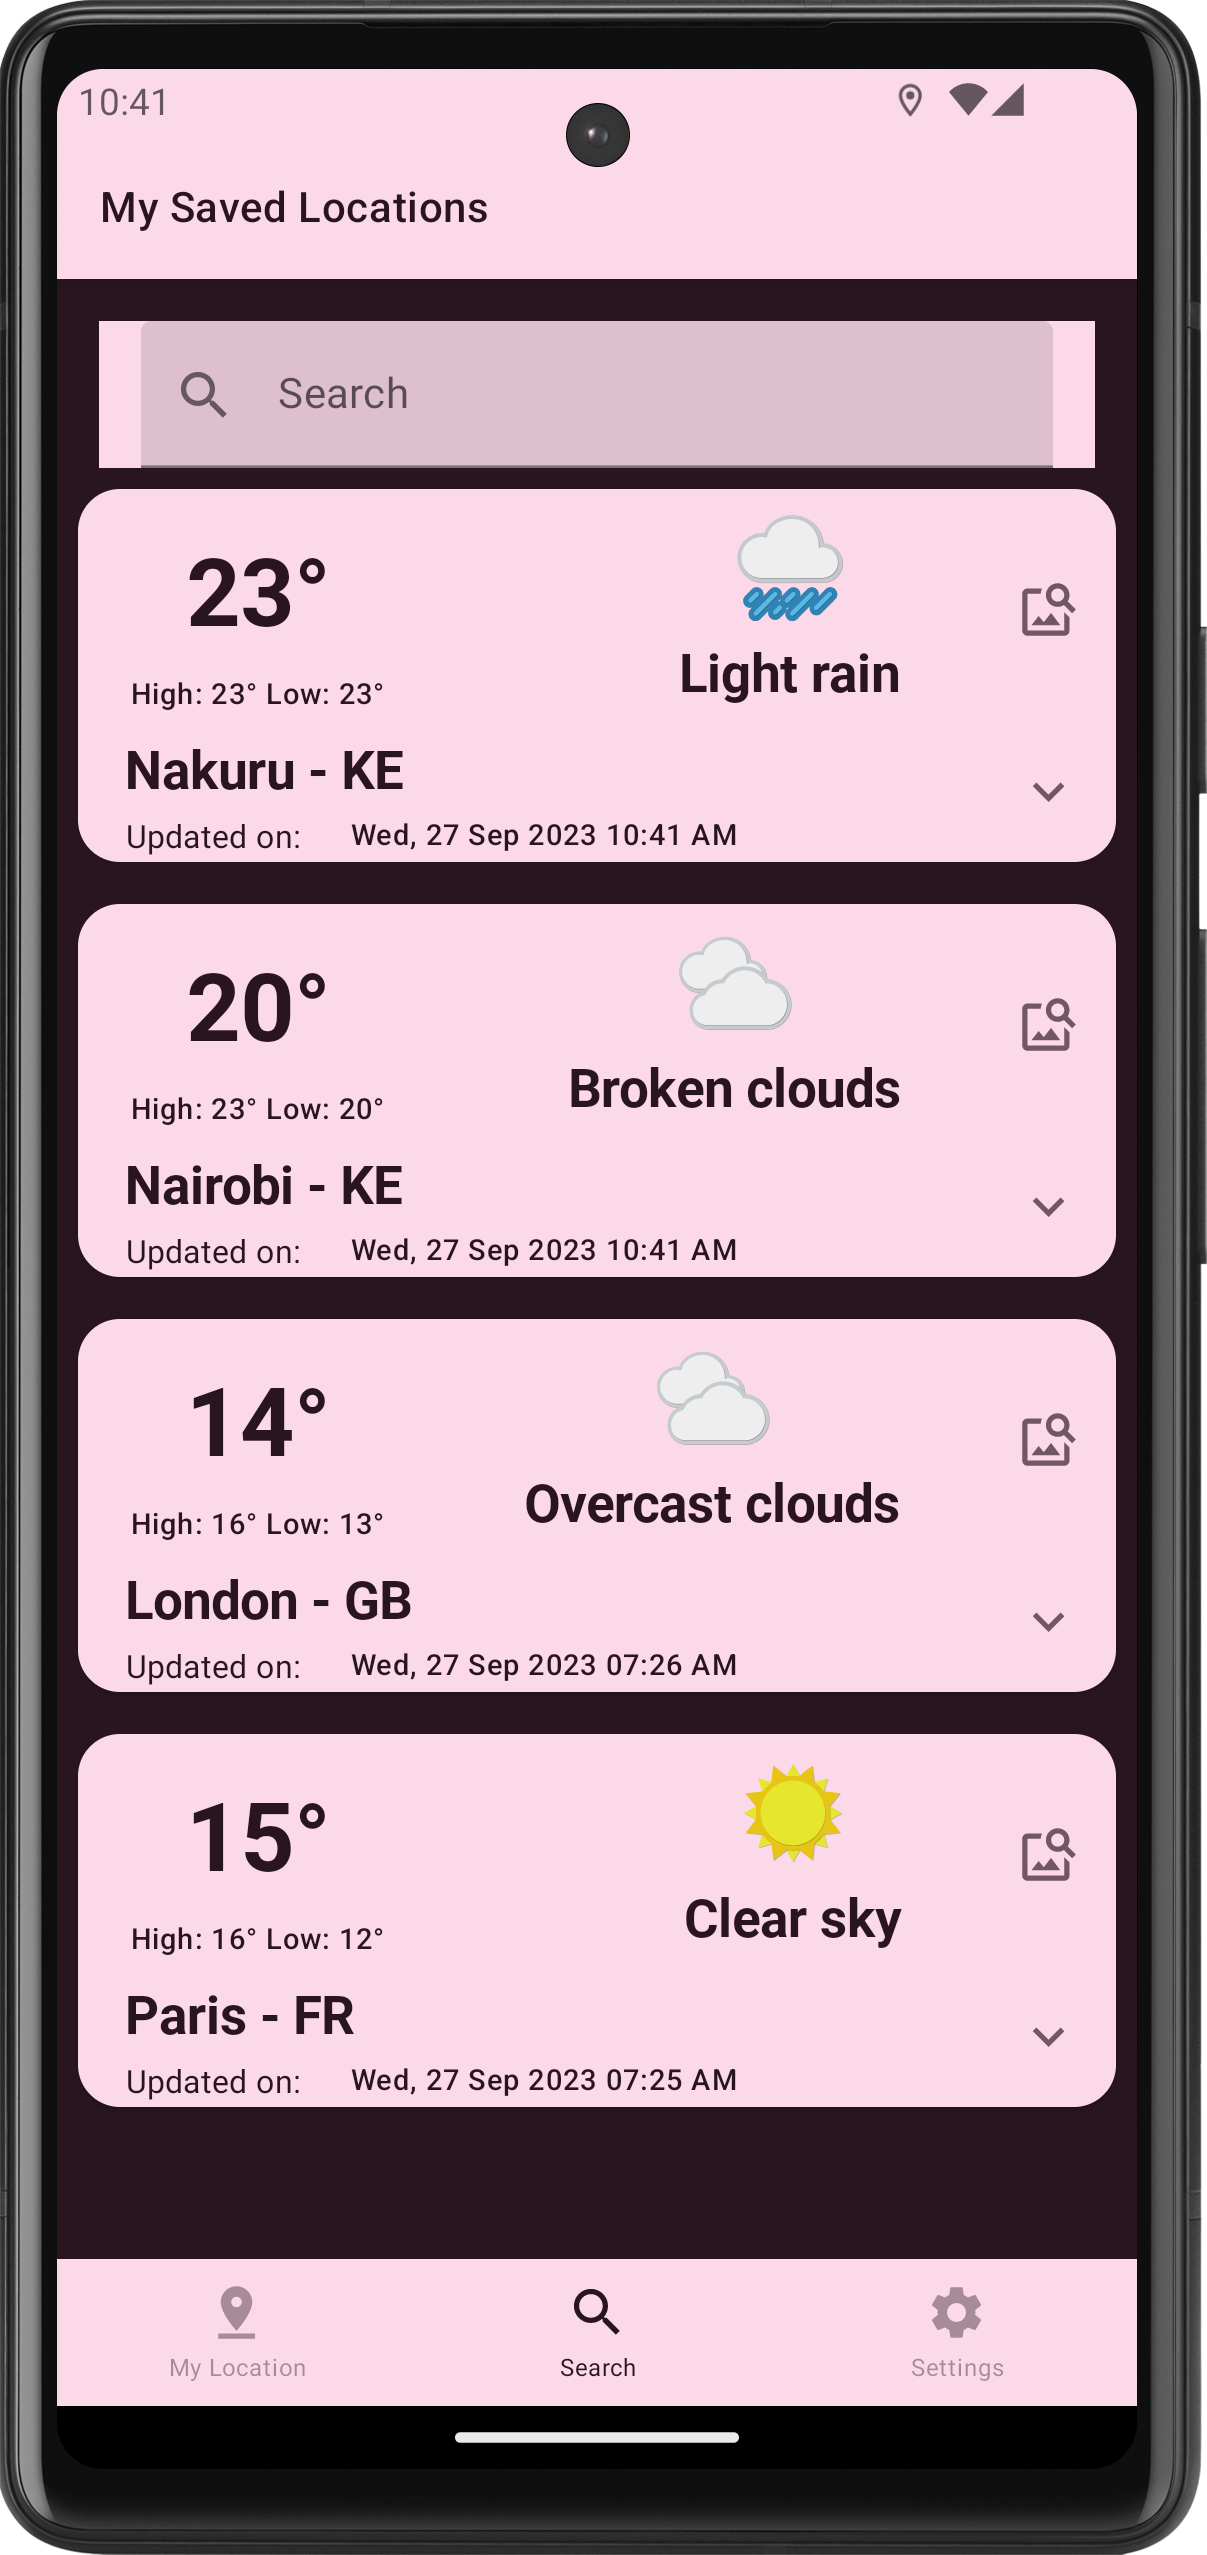 10:41
My Saved Locations
Search
23°
High: 23° Low: 23°
Light rain
Nakuru - KE
Updated on: Wed, 27 Sep 2023 10:41 AM
20°
High: 23° Low: 20°
Broken clouds
Nairobi - KE
Updated on: Wed, 27 Sep 2023 10:41 AM
14°
High: 16° Low: 13°
Overcast clouds
London - GB
Updated on: Wed, 27 Sep 2023 07:26 AM
15°
High: 16° Low: 12°
Clear sky
Paris - FR
Updated on: Wed, 27 Sep 2023 07:25 AM
My Location Search Settings